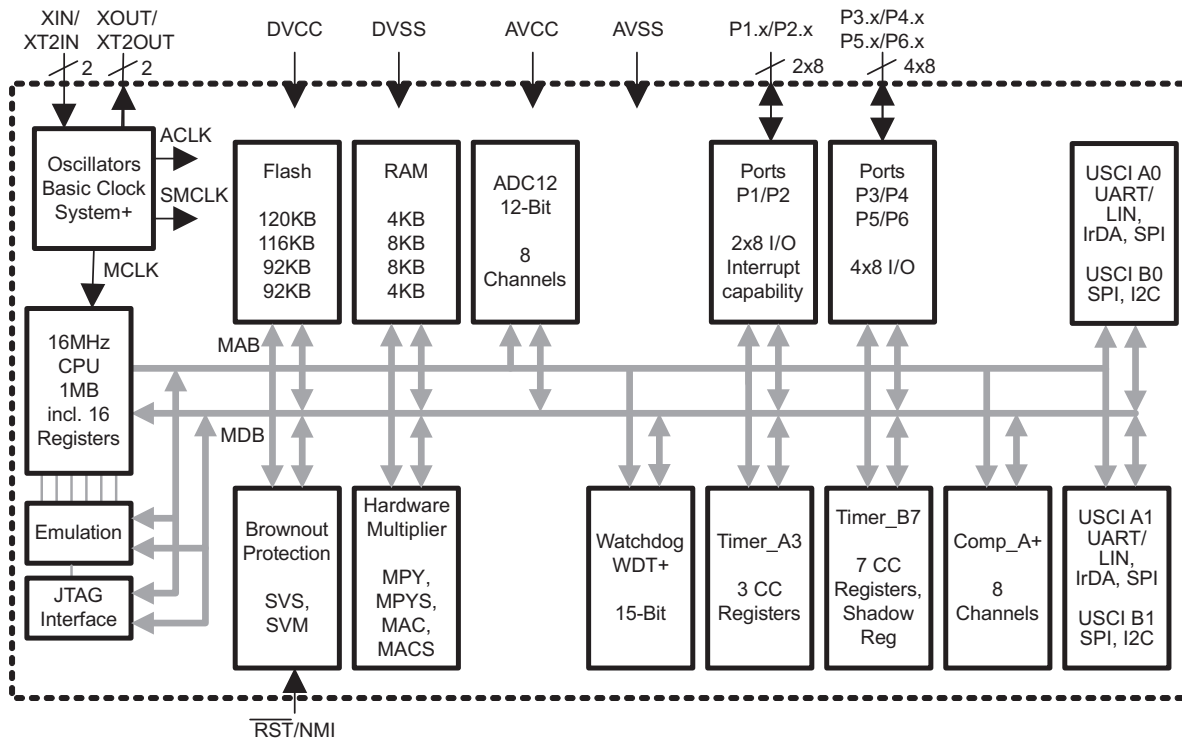 XIN/
XT2IN
XOUT/
XT2OUT
DVCC
DVSS
AVCC
AVSS
P1.x/P2.x
P3.x/P4.x
P5.x/P6.x
2
2
2x8
4x8
Oscillators
Basic Clock
System+
ACLK
SMCLK
MCLK
Flash
120KB
116KB
92KB
92KB
RAM
4KB
8KB
8KB
4KB
ADC12
12-Bit
8
Channels
Ports
P1/P2
2x8 I/O
Interrupt
capability
Ports
P3/P4
P5/P6
4x8 I/O
USCI A0
UART/
LIN,
IrDA, SPI
USCI B0
SPI, I2C
16MHz
CPU
1MB
incl. 16
Registers
MAB
MDB
Emulation
JTAG
Interface
Brownout
Protection
SVS,
SVM
Hardware
Multiplier
MPY,
MPYS,
MAC,
MACS
Watchdog
WDT+
15-Bit
Timer_A3
3 CC
Registers
Timer_B7
7 CC
Registers,
Shadow
Reg
Comp_A+
8
Channels
USCI A1
UART/
LIN,
IrDA, SPI
USCI B1
SPI, I2C
RST/NMI